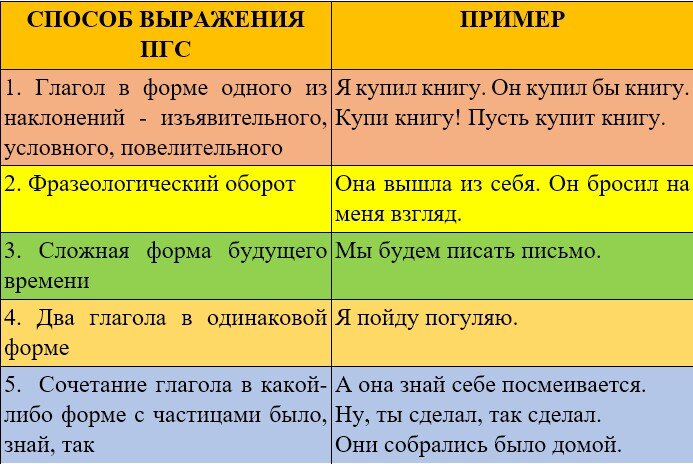 СПОСОБ ВЫРАЖЕНИЯ
ПГС
ПРИМЕР
1. Глагол в форме одного из
наклонений - изъявительного,
условного, повелительного
Я купил книгу. Он купил бы книгу.
Купи книгу! Пусть купит книгу.
2. Фразеологический оборот
Она вышла из себя. Он бросил на
меня взгляд.
3. Сложная форма будущего
времени
Мы будем писать письмо.
4. Два глагола в одинаковой
форме
Я пойду погуляю.
5. Сочетание глагола в какой-
либо форме с частицами было,
знай, так
А она знай себе посмеивается.
Ну, ты сделал, так сделал.
Они собрались было домой.